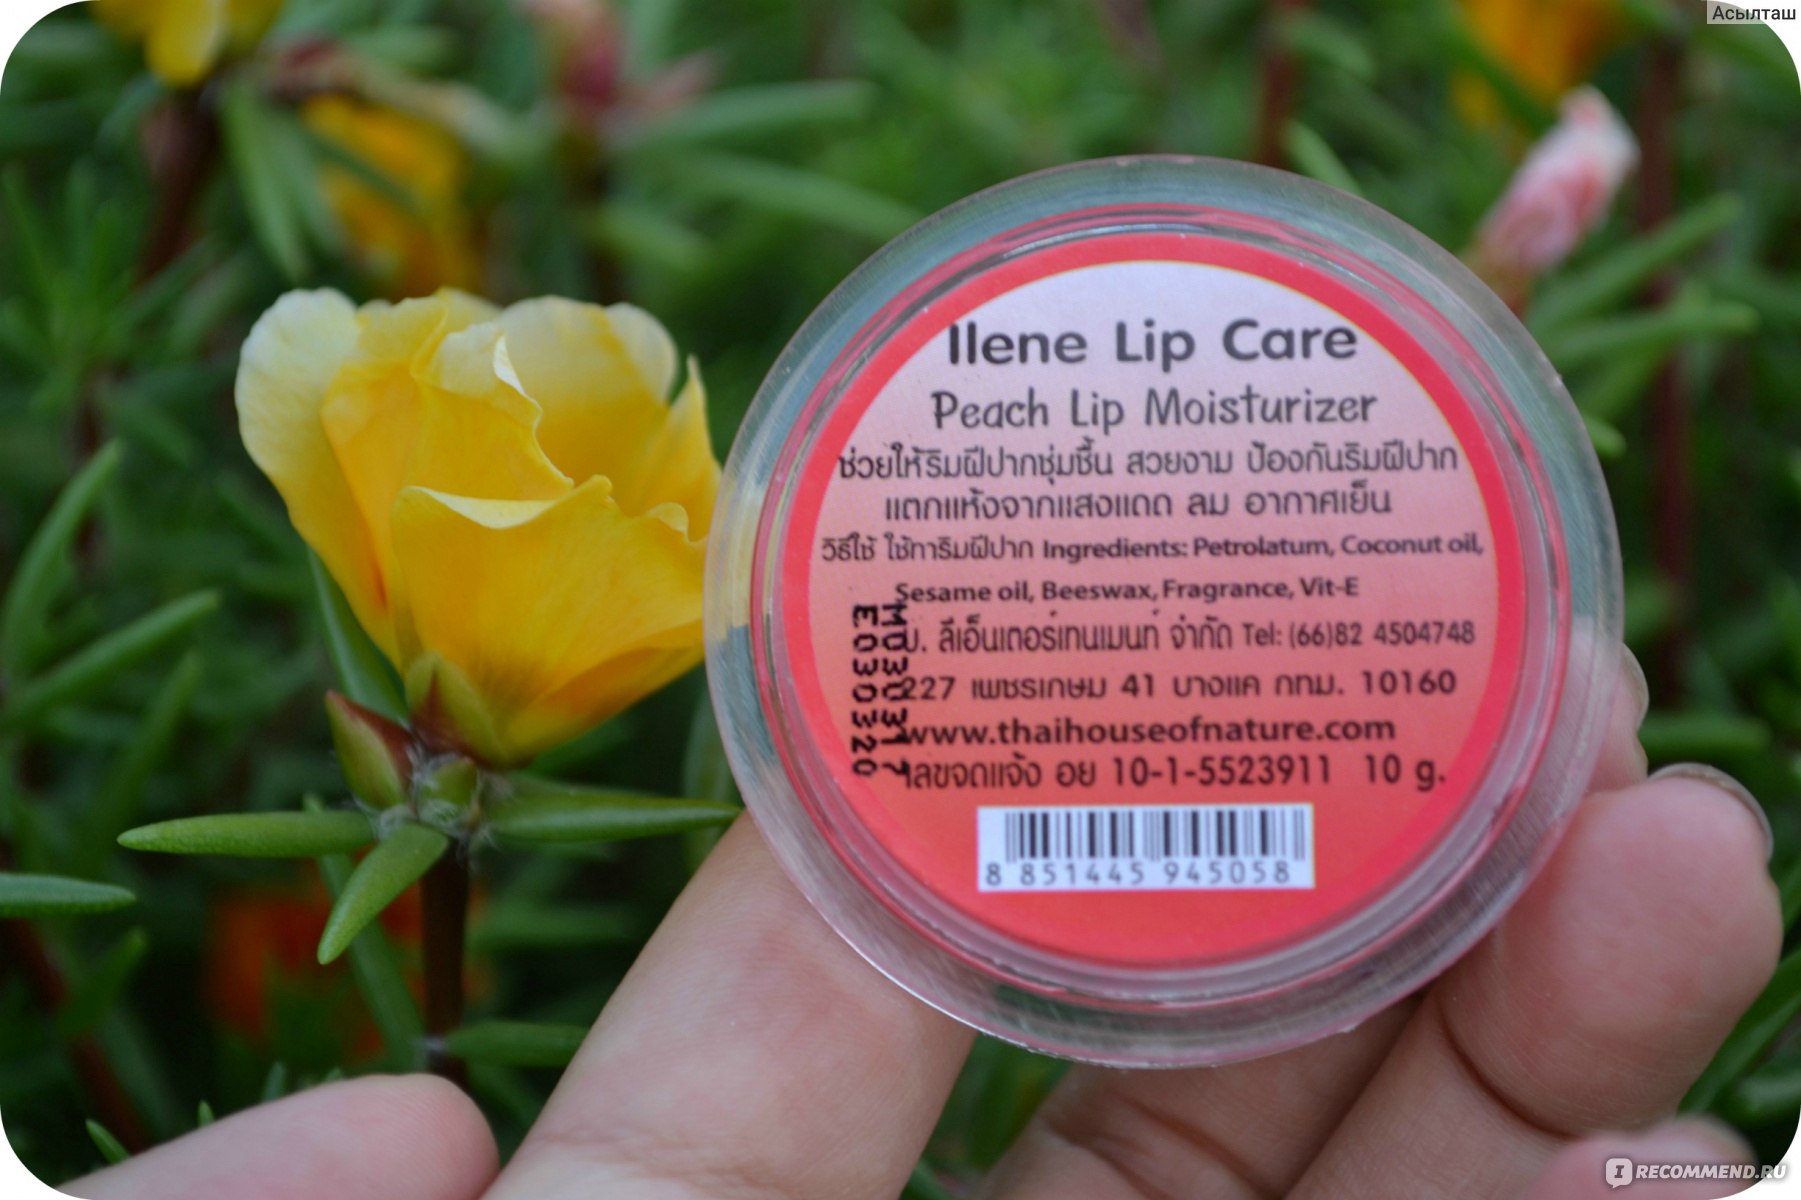 Асылташ
Ilene Lip Care
Peach Lip Moisturizer
ช่วยให้ริมฝีปากชุ่มชื้น สวยงาม ป้องกันริมฝีปาก
แตกแห้งจากแสงแดด ลม อากาศเย็น
วิธีใช้ ใช้ทาริมฝีปาก Ingredients: Petrolatum, Coconut oil,
Sesame oil, Beeswax, Fragrance, Vit-E
บ. ลีเอ็นเตอร์เทนเมนท์ จำกัด Tel: (66)82 4504748
227 เพชรเกษม 41 บางแค กทม. 10160
www.thaihouseofnature.com
เลขจดแจ้ง อย 10-1-5523911 10 g.
M030317
E030320
8 851445 945058
IRECOMMEND.RU